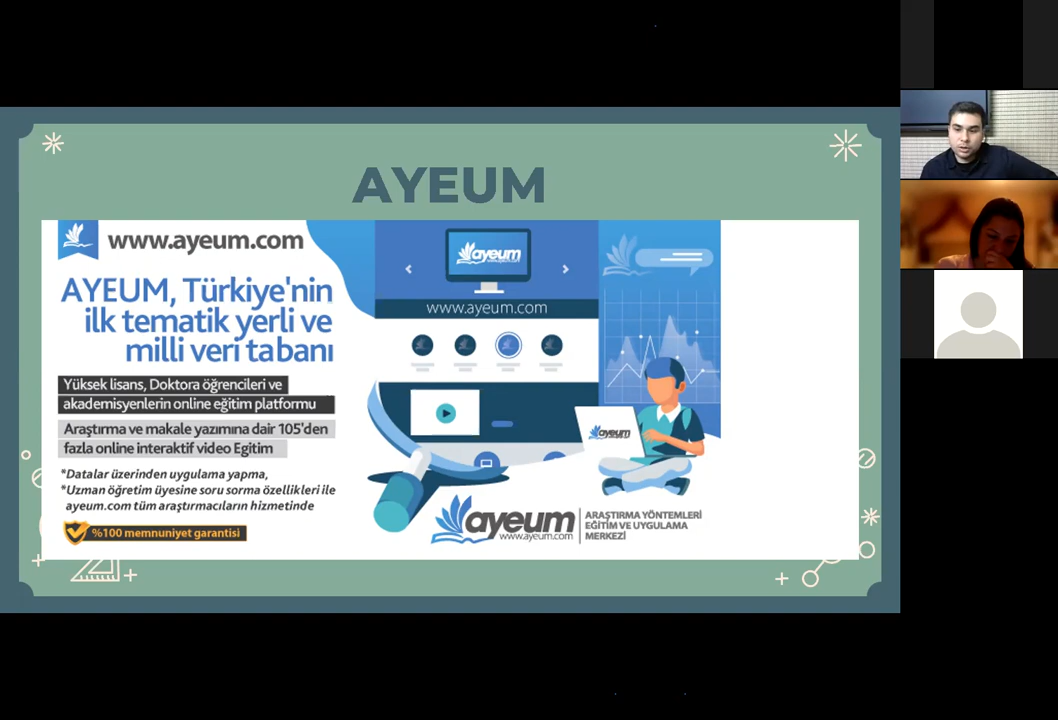 AYEUM
www.ayeum.com
AYEUM, Türkiye'nin
ilk tematik yerli ve
milli veri tabanı
Yüksek lisans, Doktora öğrencileri ve
akademisyenlerin online eğitim platformu
Araştırma ve makale yazımına dair 105'den
fazla online interaktif video Egitim
*Datalar üzerinden uygulama yapma,
*Uzman öğretim üyesine soru sorma özellikleri ile
ayeum.com tüm araştırmacıların hizmetinde
%100 memnuniyet garantisi
ayeum
www.ayeum.com
ayeum
ayeum
www.ayeum.com
ARAŞTIRMA YÖNTEMLERİ
EĞİTİM VE UYGULAMA
MERKEZİ